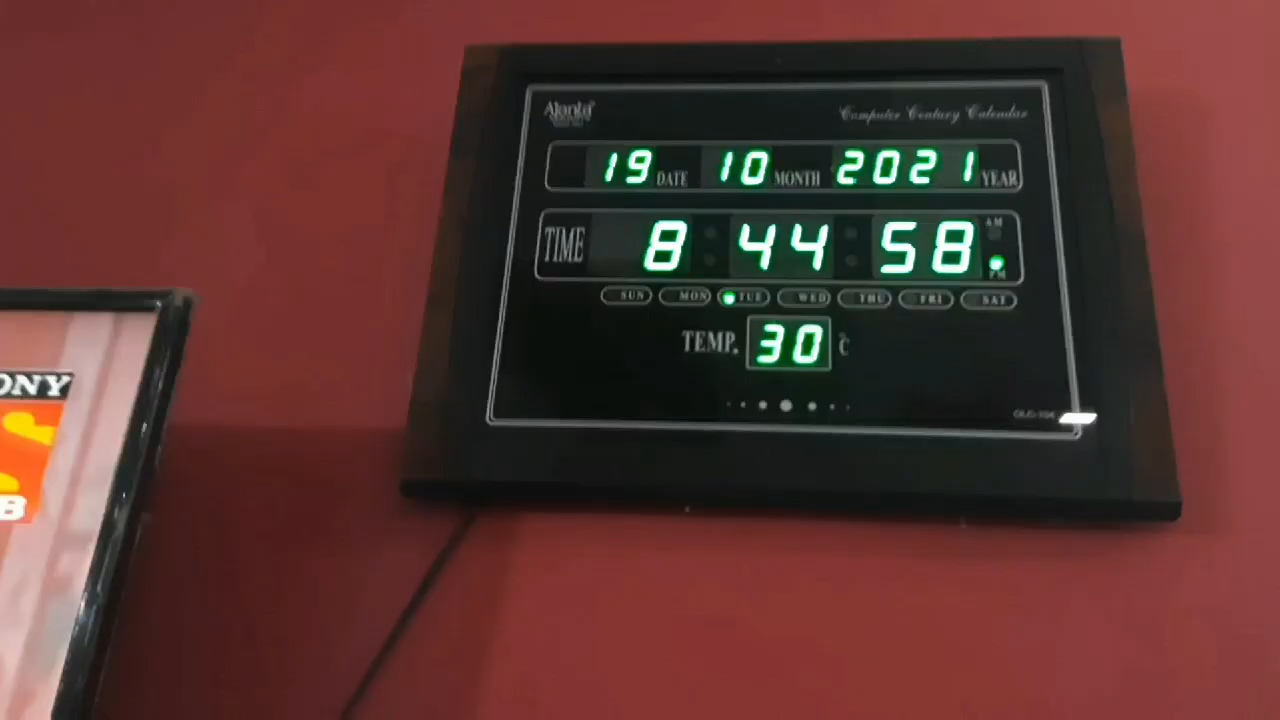 Ajanta
Computer Century Calendar
19 DATE 10 MONTH 2021 YEAR
AM
TIME 8 44 58
PM
SUN MON TUE WED THU FRI SAT
TEMP. 30 °C
ONY
B